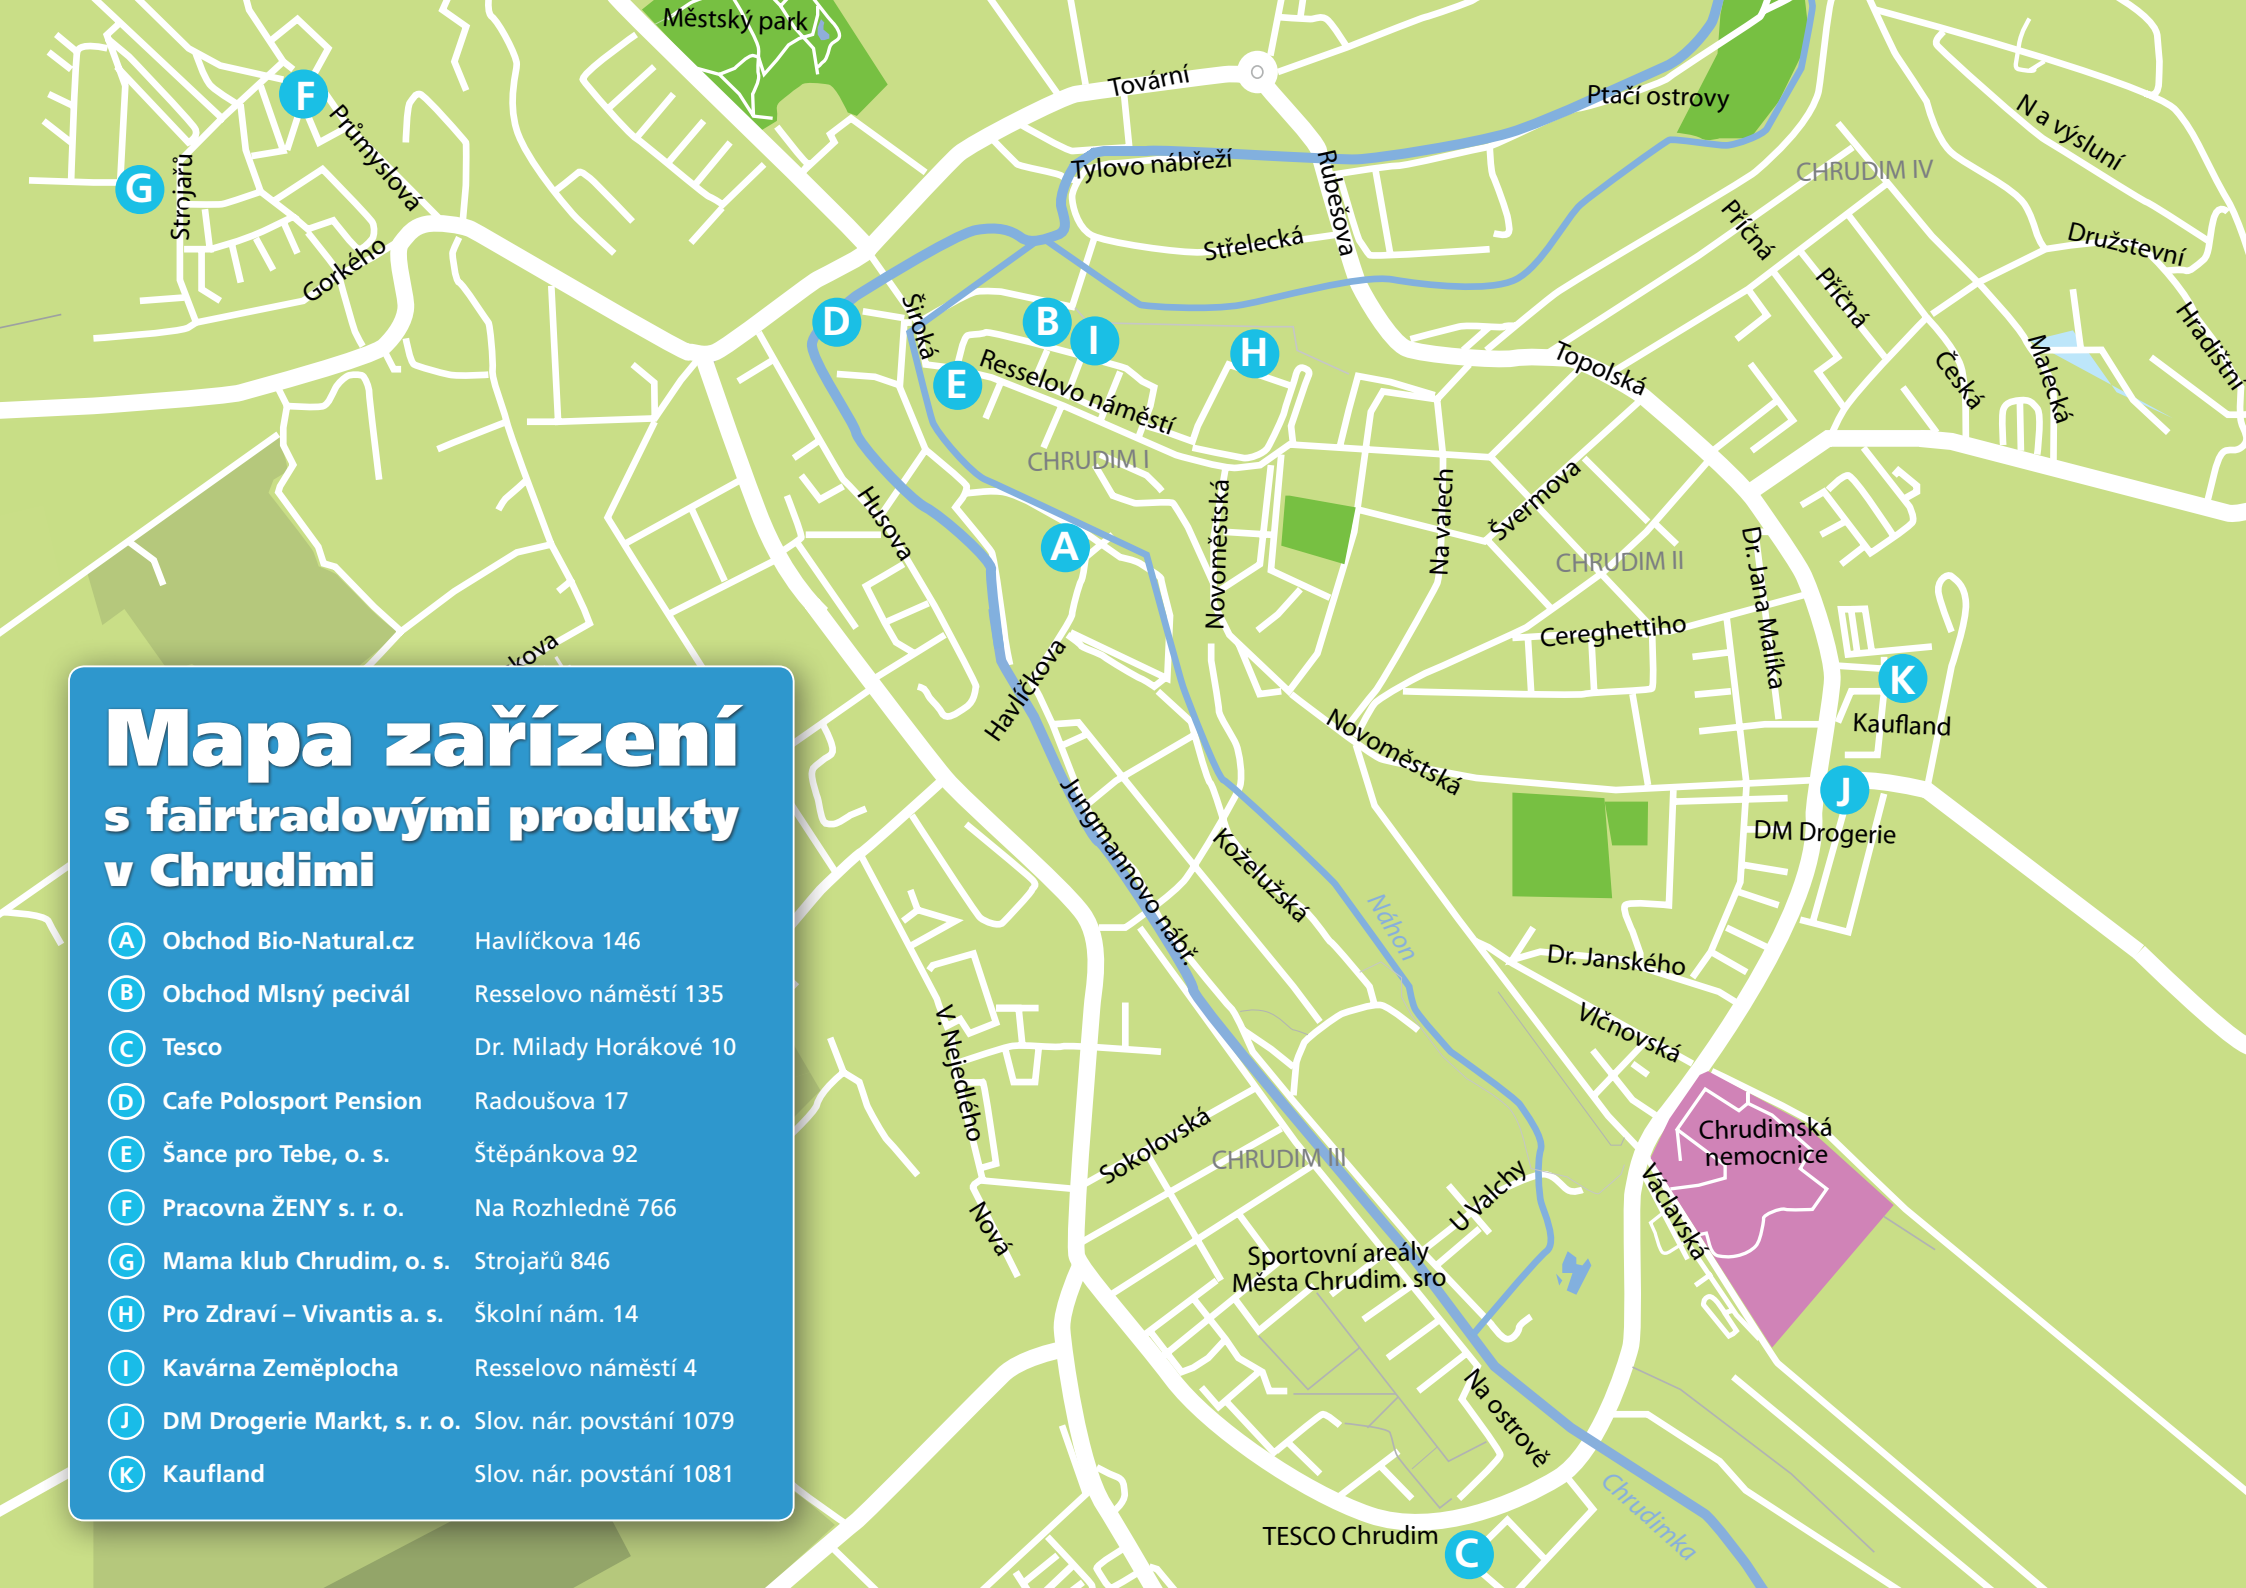 Městský park
Tovární
Ptačí ostrovy
Na výsluní
F
Průmyslová
G
Strojařů
Gorkého
Tylovo nábřeží
Rubešova
Střelecká
CHRUDIM IV
Příčná
Příčná
Družstevní
Hradištní
Malecká
Česká
D
Široká
B
I
H
E
Resselovo náměstí
Topolská
CHRUDIM I
Husova
A
Novoměstská
Na valech
Švermova
CHRUDIM II
Dr. Jana Malíka
Cereghettiho
Havlíčkova
kova
K
Kaufland
Novoměstská
J
DM Drogerie
Jungmannovo nábř.
Koželužská
Náhon
Dr. Janského
Vlčnovská
V. Nejedlého
Sokolovská
CHRUDIM III
Chrudimská
nemocnice
Václavská
U Valchy
Nová
Sportovní areály
Města Chrudim. sro
Na ostrově
Chrudimka
TESCO Chrudim
C
Mapa zařízení
s fairtradovými produkty
v Chrudimi
A Obchod Bio-Natural.cz Havlíčkova 146
B Obchod Mlsný pecivál Resselovo náměstí 135
C Tesco Dr. Milady Horákové 10
D Cafe Polosport Pension Radoušova 17
E Šance pro Tebe, o. s. Štěpánkova 92
F Pracovna ŽENY s. r. o. Na Rozhledně 766
G Mama klub Chrudim, o. s. Strojařů 846
H Pro Zdraví – Vivantis a. s. Školní nám. 14
I Kavárna Zeměplocha Resselovo náměstí 4
J DM Drogerie Markt, s. r. o. Slov. nár. povstání 1079
K Kaufland Slov. nár. povstání 1081